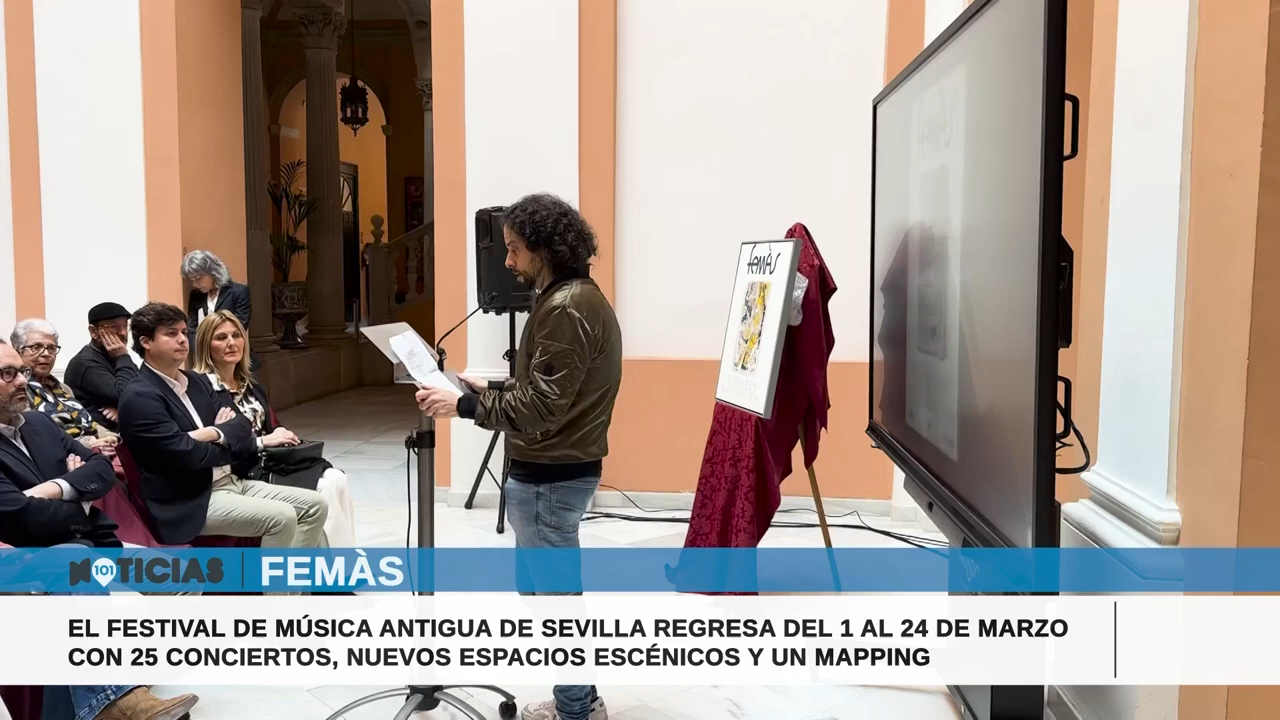 femàs
NOTICIAS 101
FEMÀS
EL FESTIVAL DE MÚSICA ANTIGUA DE SEVILLA REGRESA DEL 1 AL 24 DE MARZO
CON 25 CONCIERTOS, NUEVOS ESPACIOS ESCÉNICOS Y UN MAPPING